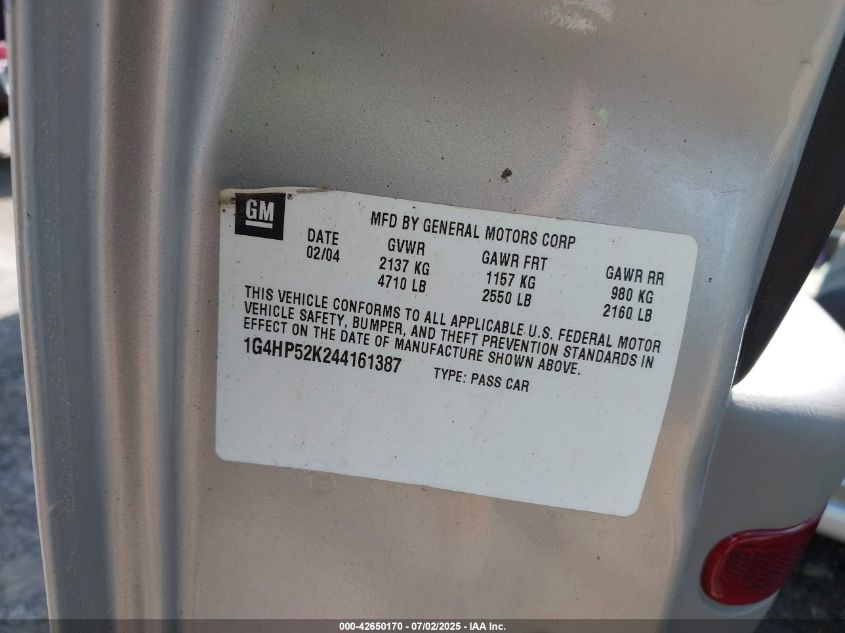 GM
MFD BY GENERAL MOTORS CORP
DATE GVWR GAWR FRT GAWR RR
02/04 2137 KG 1157 KG 980 KG
4710 LB 2550 LB 2160 LB
THIS VEHICLE CONFORMS TO ALL APPLICABLE U.S. FEDERAL MOTOR
VEHICLE SAFETY, BUMPER, AND THEFT PREVENTION STANDARDS IN
EFFECT ON THE DATE OF MANUFACTURE SHOWN ABOVE.
1G4HP52K244161387 TYPE: PASS CAR
000-42650170 - 07/02/2025 - IAA Inc.